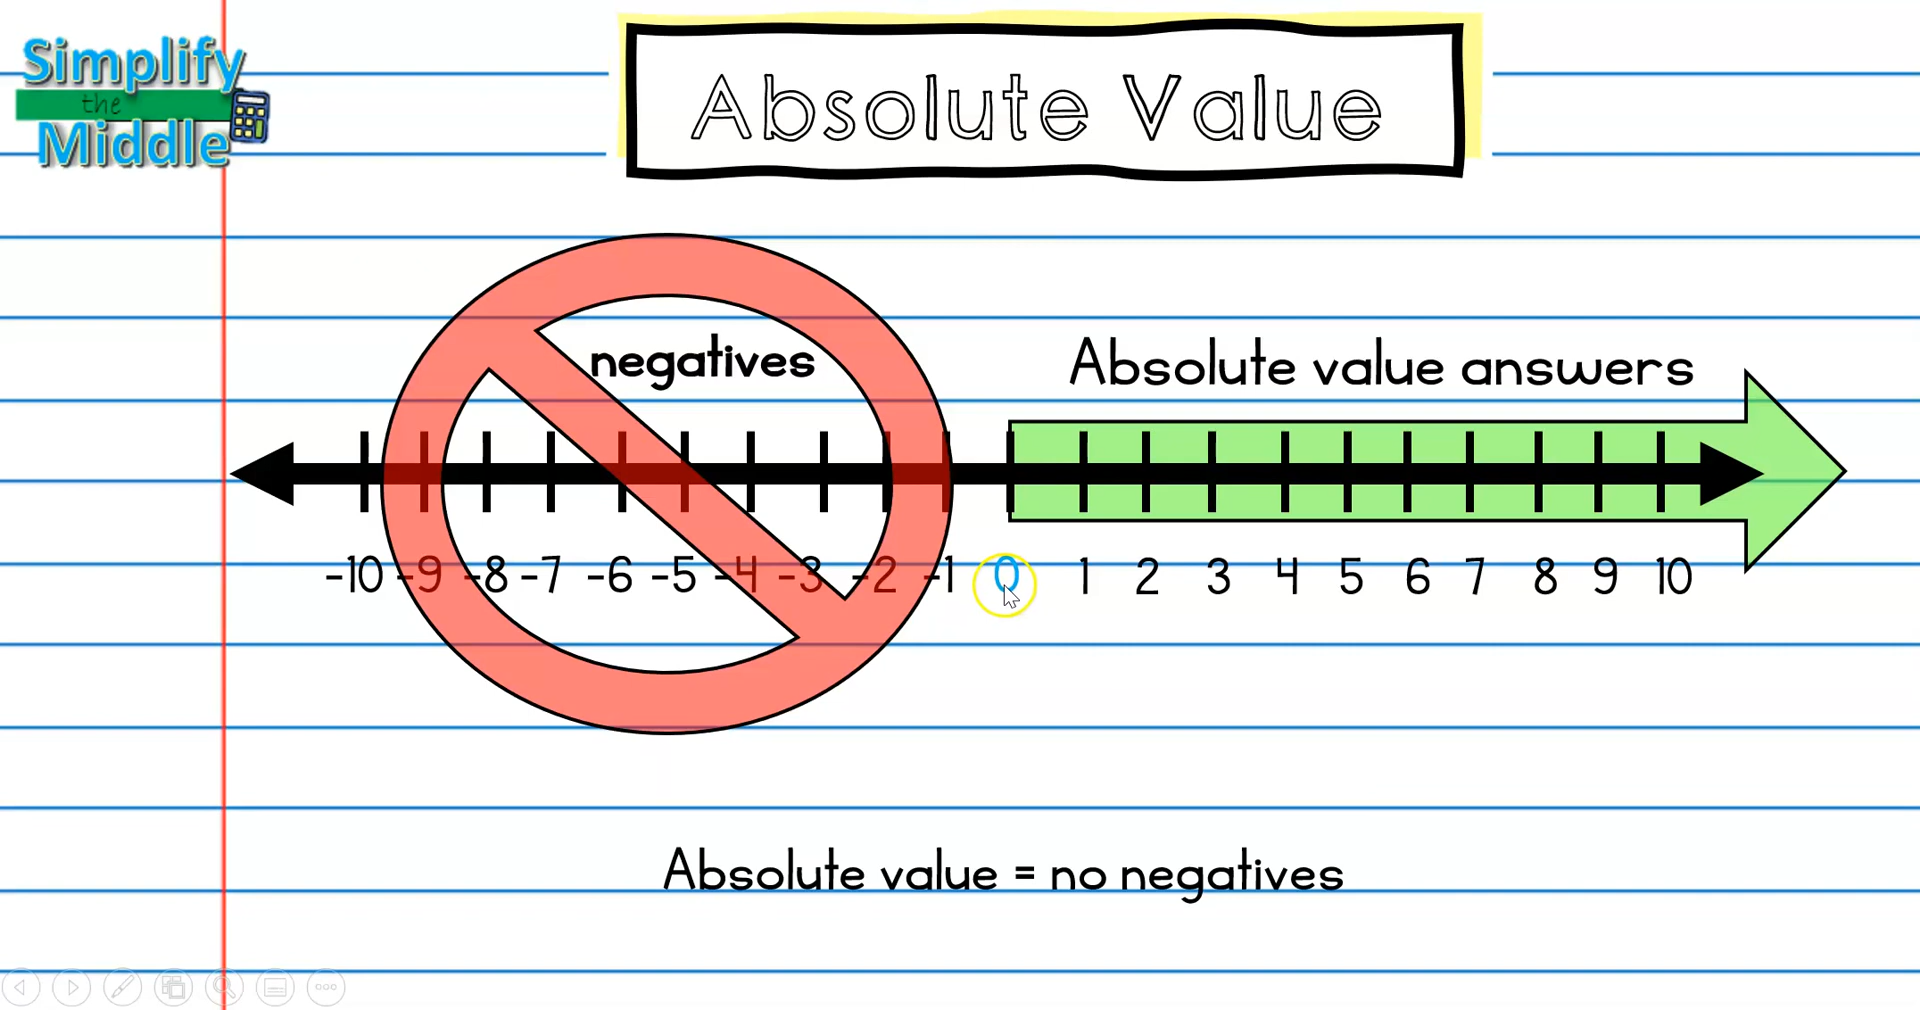 Simplify
the
Middle
Absolute Value
negatives
Absolute value answers
-10 -9 -8 -7 -6 -5 -4 -3 -2 -1 0 1 2 3 4 5 6 7 8 9 10
Absolute value = no negatives